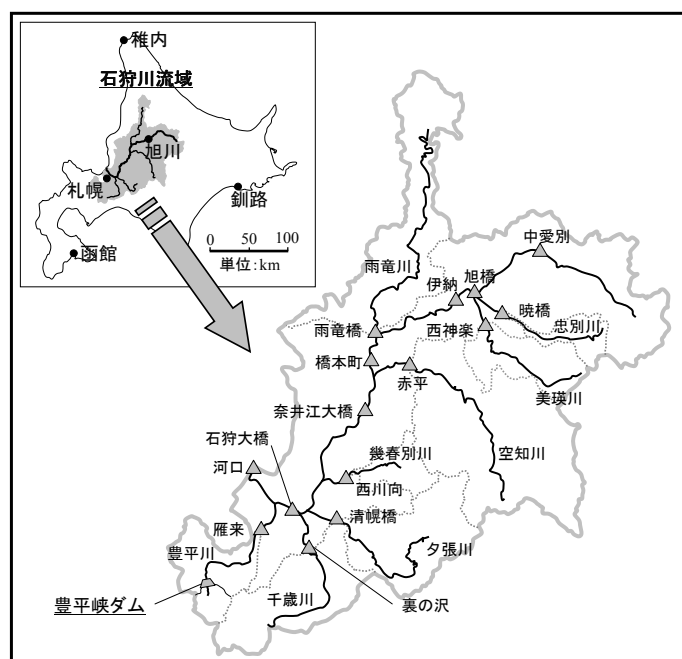 稚内
石狩川流域
旭川
札幌
釧路
函館
0 50 100
単位:km
中愛別
雨竜川
伊納
旭橋
暁橋
忠別川
雨竜橋
西神楽
橋本町
赤平
美瑛川
奈井江大橋
石狩大橋
幾春別川
空知川
河口
西川向
清幌橋
雁来
豊平川
夕張川
豊平峡ダム
千歳川
裏の沢